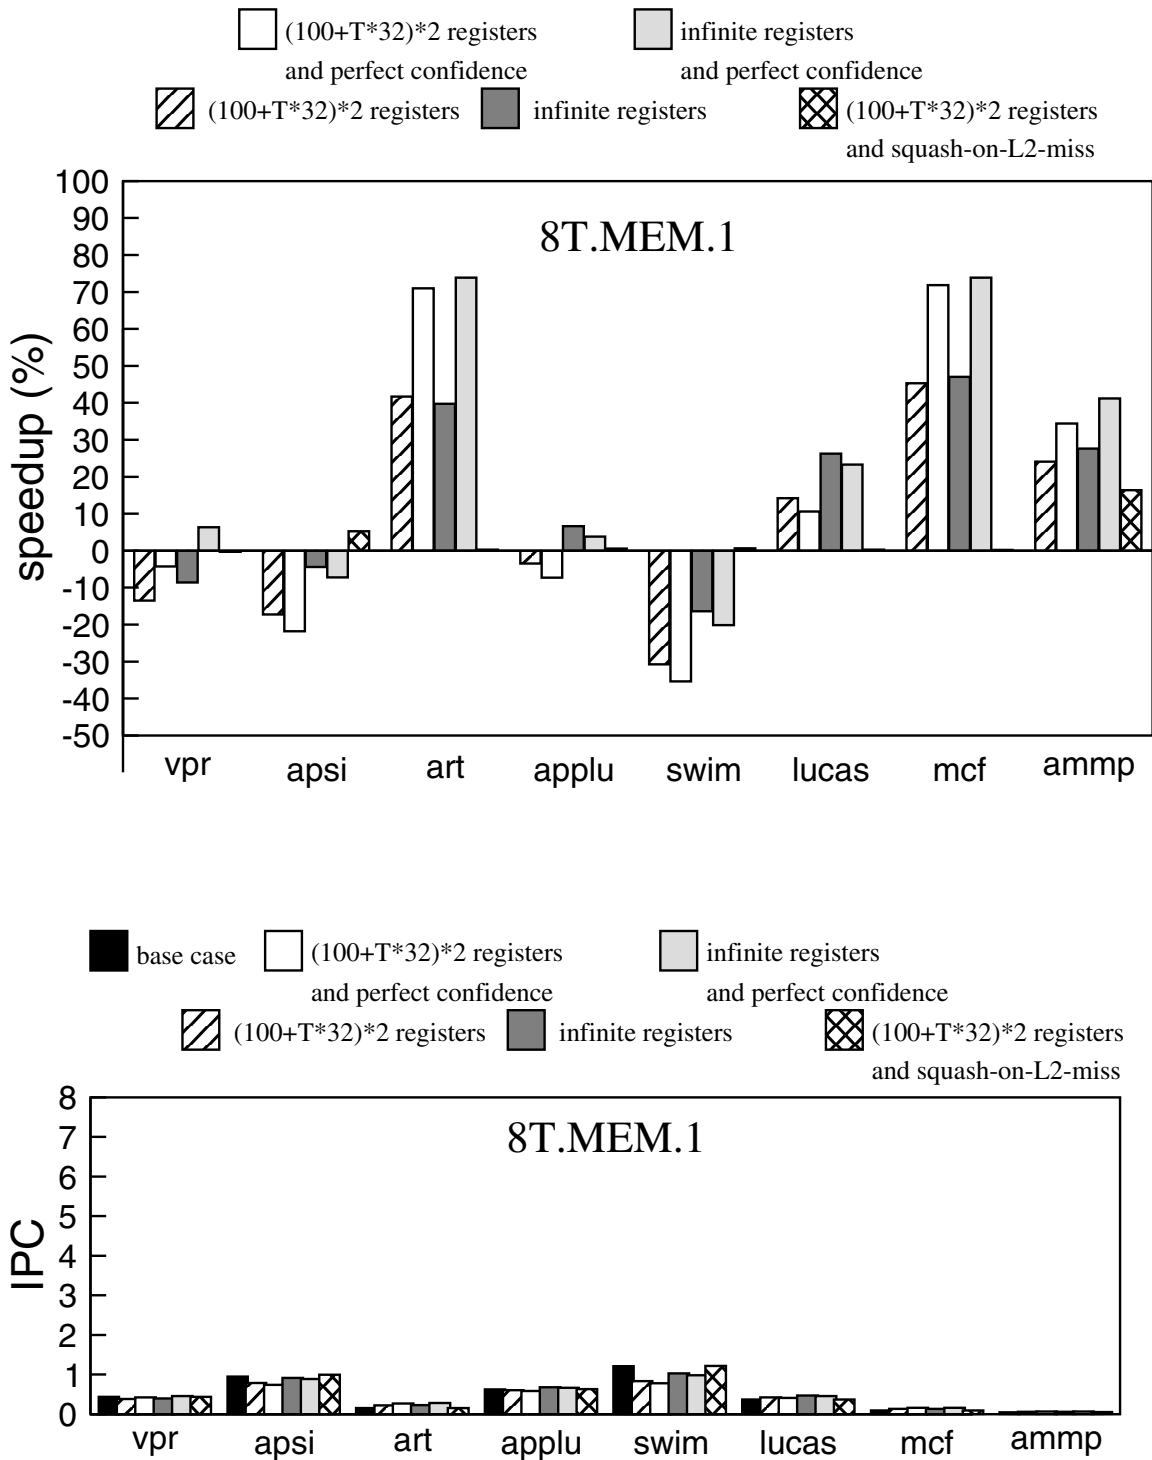 (100+T*32)*2 registers
and perfect confidence
infinite registers
and perfect confidence
(100+T*32)*2 registers
infinite registers
(100+T*32)*2 registers
and squash-on-L2-miss
8T.MEM.1
speedup (%)
100
90
80
70
60
50
40
30
20
10
0
-10
-20
-30
-40
-50
vpr apsi art applu swim lucas mcf ammp
base case
(100+T*32)*2 registers
and perfect confidence
infinite registers
and perfect confidence
(100+T*32)*2 registers
infinite registers
(100+T*32)*2 registers
and squash-on-L2-miss
8T.MEM.1
IPC
8
7
6
5
4
3
2
1
0
vpr apsi art applu swim lucas mcf ammp